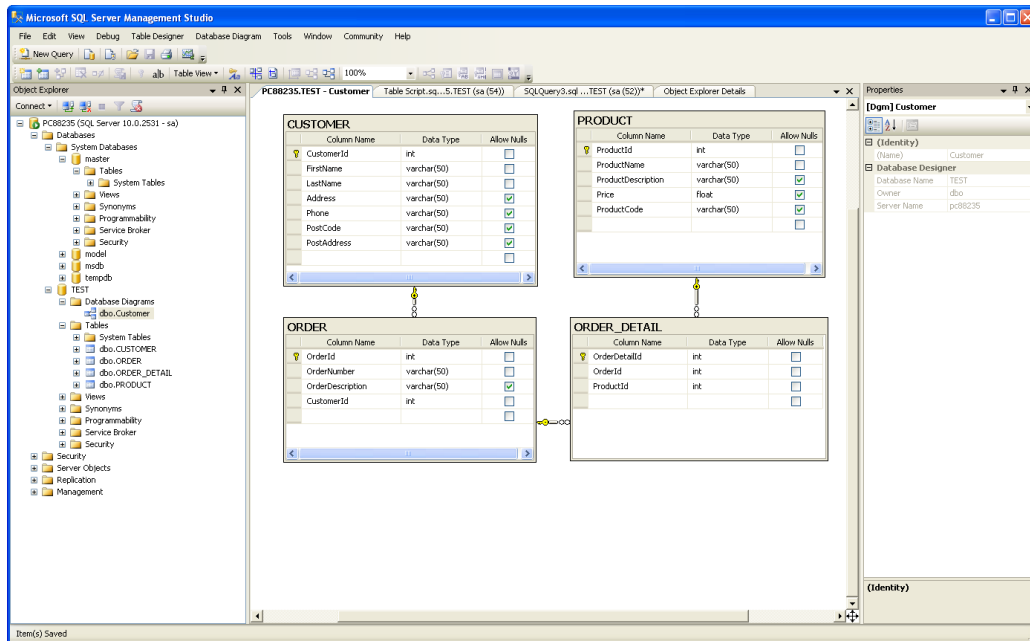 Microsoft SQL Server Management Studio
File Edit View Debug Table Designer Database Diagram Tools Window Community Help
New Query
ab Table View 100%
Object Explorer
Connect
PC88235 (SQL Server 10.0.2531 - sa)
Databases
System Databases
master
Tables
System Tables
Views
Synonyms
Programmability
Service Broker
Security
model
msdb
tempdb
TEST
Database Diagrams
dbo.Customer
Tables
System Tables
dbo.CUSTOMER
dbo.ORDER
dbo.ORDER_DETAIL
dbo.PRODUCT
Views
Synonyms
Programmability
Service Broker
Security
Security
Server Objects
Replication
Management
PC88235.TEST - Customer Table Script.sq...5.TEST (sa (54)) SQLQuery3.sql ...TEST (sa (52))* Object Explorer Details
CUSTOMER
Column Name Data Type Allow Nulls
CustomerId int
FirstName varchar(50)
LastName varchar(50)
Address varchar(50)
Phone varchar(50)
PostCode varchar(50)
PostAddress varchar(50)
PRODUCT
Column Name Data Type Allow Nulls
ProductId int
ProductName varchar(50)
ProductDescription varchar(50)
Price float
ProductCode varchar(50)
ORDER
Column Name Data Type Allow Nulls
OrderId int
OrderNumber varchar(50)
OrderDescription varchar(50)
CustomerId int
ORDER_DETAIL
Column Name Data Type Allow Nulls
OrderDetailId int
OrderId int
ProductId int
Properties
[Dgm] Customer
(Identity)
(Name) Customer
Database Designer
Database Name TEST
Owner dbo
Server Name pc88235
(Identity)
Item(s) Saved